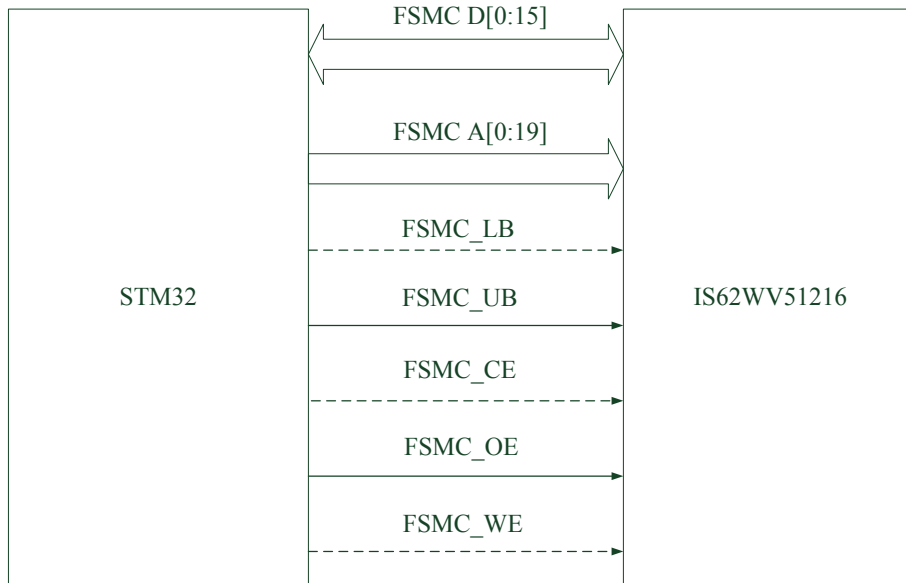 FSMC D[0:15]
FSMC A[0:19]
FSMC_LB
STM32
FSMC_UB
IS62WV51216
FSMC_CE
FSMC_OE
FSMC_WE